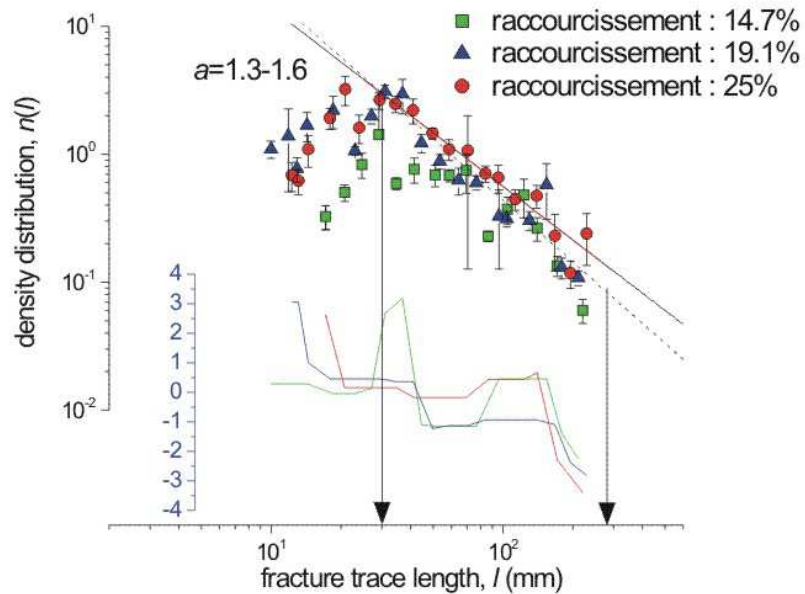 raccourcissement : 14.7%
raccourcissement : 19.1%
raccourcissement : 25%
a=1.3-1.6
density distribution, n(l)
10¹
10⁰
10⁻¹
10⁻²
4
3
2
1
0
-1
-2
-3
-4
10¹
10²
fracture trace length, l (mm)